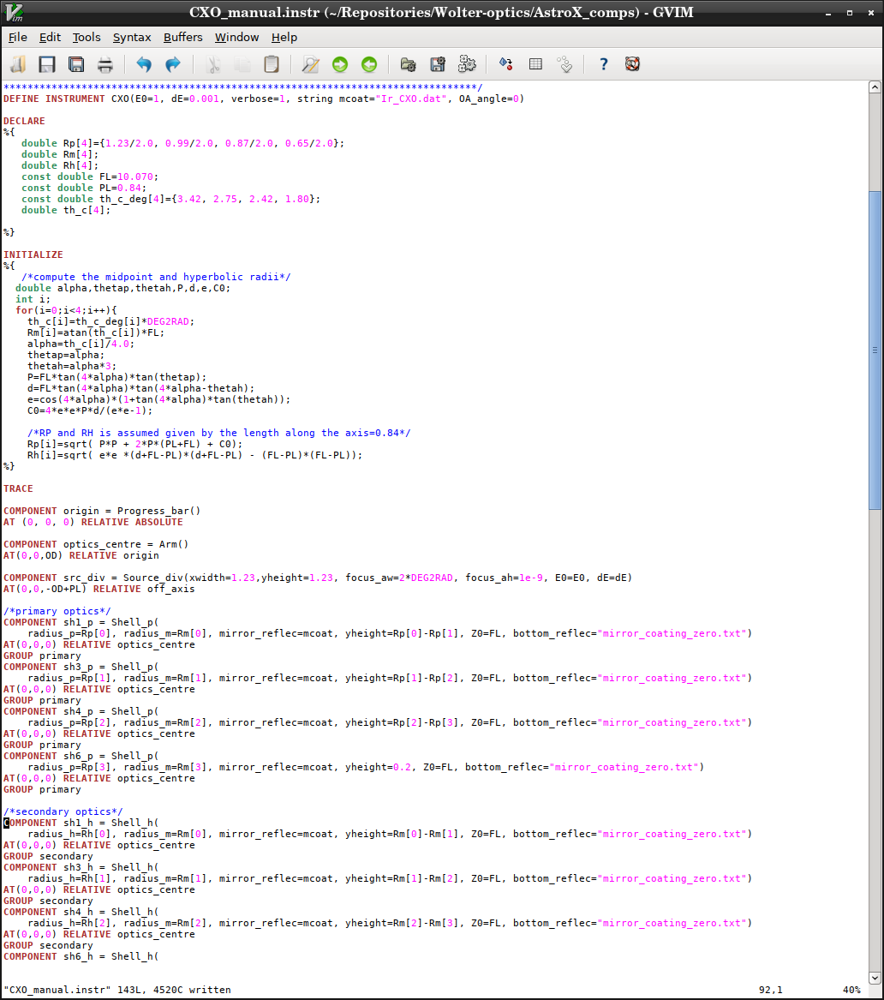 CXO_manual.instr (~/Repositories/Wolter-optics/AstroX_comps) - GVIM
File Edit Tools Syntax Buffers Window Help
*******************************************************************************/
DEFINE INSTRUMENT CXO(E0=1, dE=0.001, verbose=1, string mcoat="Ir_CXO.dat", OA_angle=0)
DECLARE
%{
   double Rp[4]={1.23/2.0, 0.99/2.0, 0.87/2.0, 0.65/2.0};
   double Rm[4];
   double Rh[4];
   const double FL=10.070;
   const double PL=0.84;
   const double th_c_deg[4]={3.42, 2.75, 2.42, 1.80};
   double th_c[4];
%}
INITIALIZE
%{
   /*compute the midpoint and hyperbolic radii*/
  double alpha,thetap,thetah,P,d,e,C0;
  int i;
  for(i=0;i<4;i++){
    th_c[i]=th_c_deg[i]*DEG2RAD;
    Rm[i]=atan(th_c[i])*FL;
    alpha=th_c[i]/4.0;
    thetap=alpha;
    thetah=alpha*3;
    P=FL*tan(4*alpha)*tan(thetap);
    d=FL*tan(4*alpha)*tan(4*alpha-thetah);
    e=cos(4*alpha)*(1+tan(4*alpha)*tan(thetah));
    C0=4*e*e*P*d/(e*e-1);
    /*RP and RH is assumed given by the length along the axis=0.84*/
    Rp[i]=sqrt( P*P + 2*P*(PL+FL) + C0);
    Rh[i]=sqrt( e*e *(d+FL-PL)*(d+FL-PL) - (FL-PL)*(FL-PL));
%}
TRACE
COMPONENT origin = Progress_bar()
AT (0, 0, 0) RELATIVE ABSOLUTE
COMPONENT optics_centre = Arm()
AT(0,0,OD) RELATIVE origin
COMPONENT src_div = Source_div(xwidth=1.23,yheight=1.23, focus_aw=2*DEG2RAD, focus_ah=1e-9, E0=E0, dE=dE)
AT(0,0,-OD+PL) RELATIVE off_axis
/*primary optics*/
COMPONENT sh1_p = Shell_p(
    radius_p=Rp[0], radius_m=Rm[0], mirror_reflec=mcoat, yheight=Rp[0]-Rp[1], Z0=FL, bottom_reflec="mirror_coating_zero.txt")
AT(0,0,0) RELATIVE optics_centre
GROUP primary
COMPONENT sh3_p = Shell_p(
    radius_p=Rp[1], radius_m=Rm[1], mirror_reflec=mcoat, yheight=Rp[1]-Rp[2], Z0=FL, bottom_reflec="mirror_coating_zero.txt")
AT(0,0,0) RELATIVE optics_centre
GROUP primary
COMPONENT sh4_p = Shell_p(
    radius_p=Rp[2], radius_m=Rm[2], mirror_reflec=mcoat, yheight=Rp[2]-Rp[3], Z0=FL, bottom_reflec="mirror_coating_zero.txt")
AT(0,0,0) RELATIVE optics_centre
GROUP primary
COMPONENT sh6_p = Shell_p(
    radius_p=Rp[3], radius_m=Rm[3], mirror_reflec=mcoat, yheight=0.2, Z0=FL, bottom_reflec="mirror_coating_zero.txt")
AT(0,0,0) RELATIVE optics_centre
GROUP primary
/*secondary optics*/
COMPONENT sh1_h = Shell_h(
    radius_h=Rh[0], radius_m=Rm[0], mirror_reflec=mcoat, yheight=Rm[0]-Rm[1], Z0=FL, bottom_reflec="mirror_coating_zero.txt")
AT(0,0,0) RELATIVE optics_centre
GROUP secondary
COMPONENT sh3_h = Shell_h(
    radius_h=Rh[1], radius_m=Rm[1], mirror_reflec=mcoat, yheight=Rm[1]-Rm[2], Z0=FL, bottom_reflec="mirror_coating_zero.txt")
AT(0,0,0) RELATIVE optics_centre
GROUP secondary
COMPONENT sh4_h = Shell_h(
    radius_h=Rh[2], radius_m=Rm[2], mirror_reflec=mcoat, yheight=Rm[2]-Rm[3], Z0=FL, bottom_reflec="mirror_coating_zero.txt")
AT(0,0,0) RELATIVE optics_centre
GROUP secondary
COMPONENT sh6_h = Shell_h(
"CXO_manual.instr" 143L, 4520C written 92,1 40%